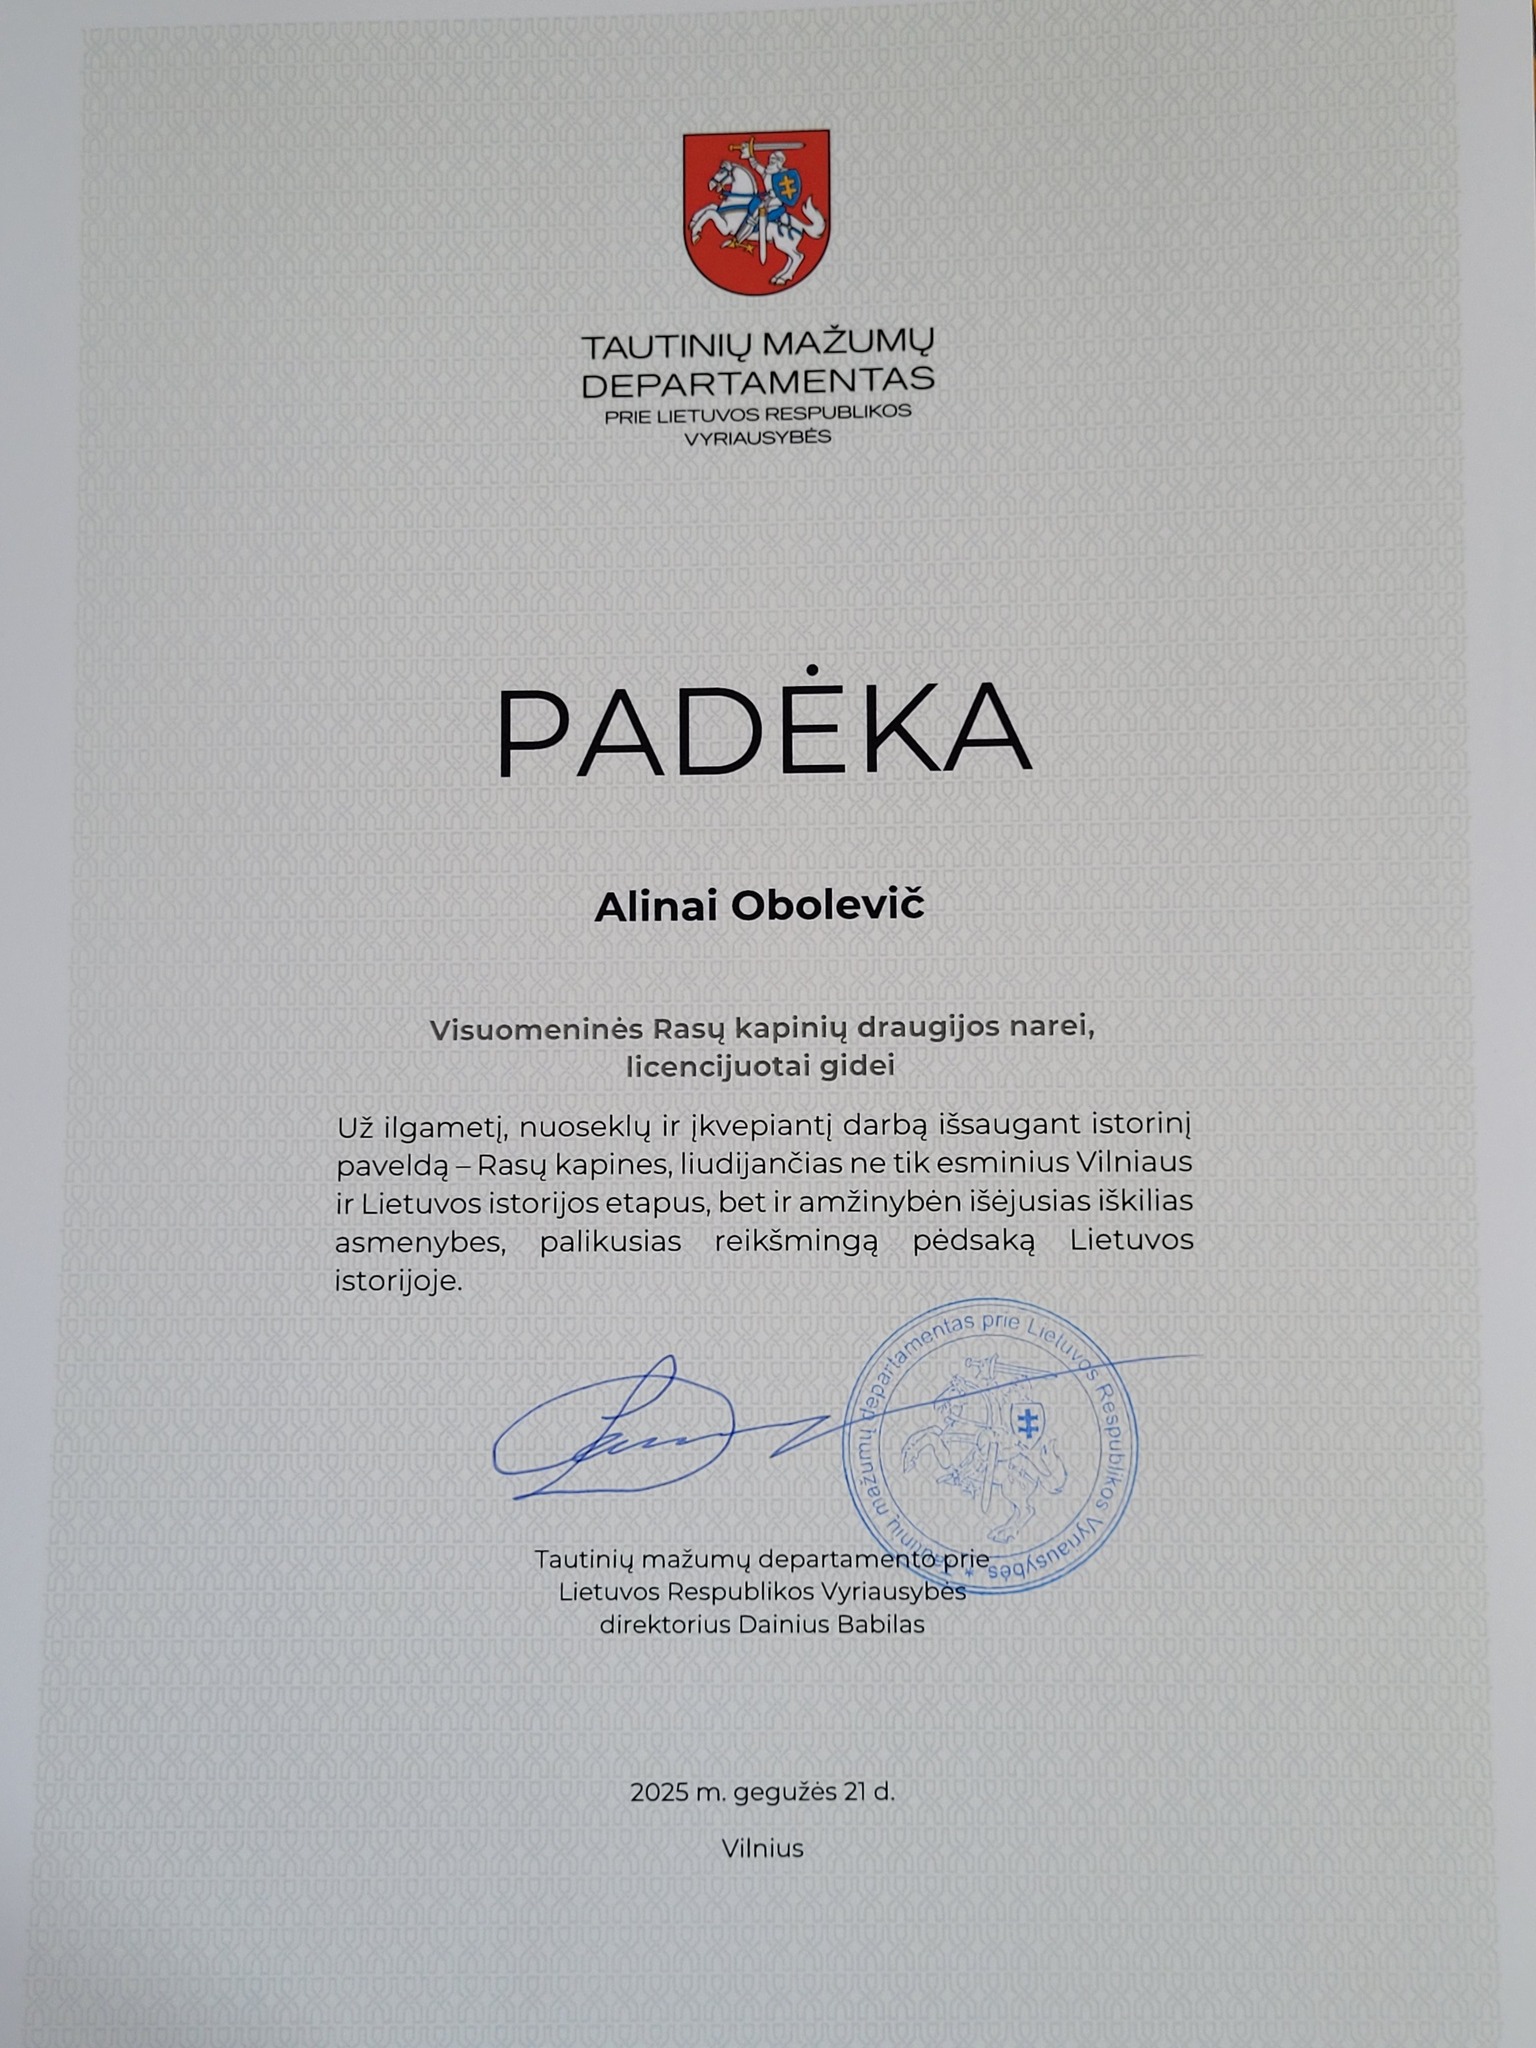 TAUTINIŲ MAŽUMŲ
DEPARTAMENTAS
PRIE LIETUVOS RESPUBLIKOS
VYRIAUSYBĖS
PADĖKA
Alinai Obolevič
Visuomeninės Rasų kapinių draugijos narei,
licencijuotai gidei
Už ilgametį, nuoseklų ir įkvepiantį darbą išsaugant istorinį
paveldą – Rasų kapines, liudijančias ne tik esminius Vilniaus
ir Lietuvos istorijos etapus, bet ir amžinybėn išėjusias iškilias
asmenybes, palikusias reikšmingą pėdsaką Lietuvos
istorijoje.
Tautinių mažumų departamentas prie Lietuvos Respublikos Vyriausybės *
Tautinių mažumų departamento prie
Lietuvos Respublikos Vyriausybės
direktorius Dainius Babilas
2025 m. gegužės 21 d.
Vilnius